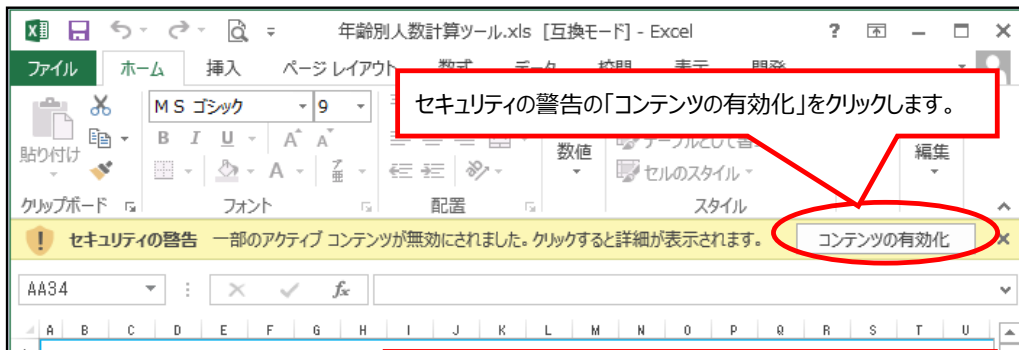 年齢別人数計算ツール.xls [互換モード] - Excel
ファイル ホーム 挿入 ページ レイアウト
セキュリティの警告の「コンテンツの有効化」をクリックします。
ＭＳ ゴシック 9
B I U A A
貼り付け
A
数値
セルのスタイル
編集
クリップボード フォント 配置 スタイル
セキュリティの警告 一部のアクティブ コンテンツが無効にされました。クリックすると詳細が表示されます。 コンテンツの有効化
AA34 fx
A B C D E F G H I J K L M N O P Q R S T U